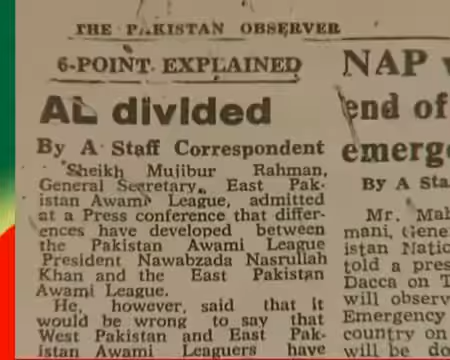 THE PAKISTAN OBSERVER
6-POINT EXPLAINED
AL divided
By A Staff Correspondent
Sheikh Mujibur Rahman,
General Secretary, East Pak-
istan Awami League, admitted
at a Press conference that differ-
ences have developed between
the Pakistan Awami League
President Nawabzada Nasrullah
Khan and the East Pakistan
Awami League.
He, however, said that it
would be wrong to say that
West Pakistan and East Pak-
istan Awami Leaguers have
NAP
end of
emerg
By A Sta
Mr. Mah
mani, Gene
istan Natio
told a pres
Dacca on T
will observ
Emergency
country on
will be do